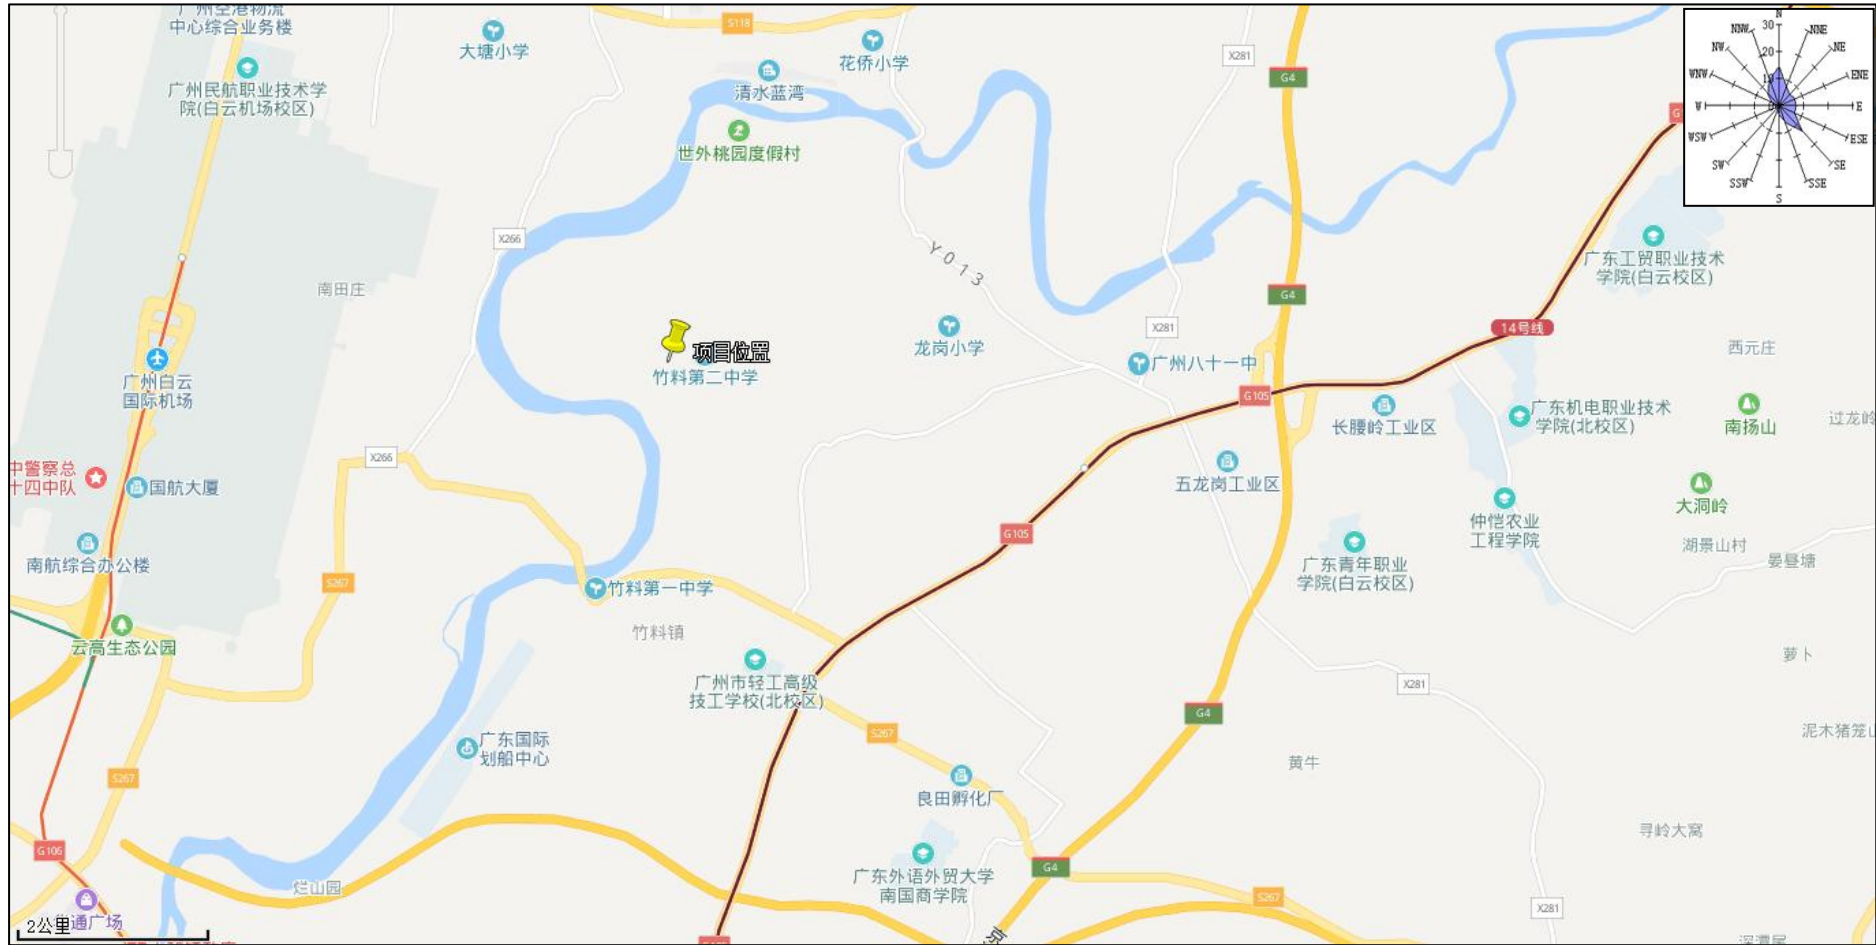 中心综合业务楼
S118
大塘小学
花侨小学
X281
G4
清水蓝湾
广州民航职业技术学
院(白云机场校区)
世外桃园度假村
30
20
10
N
NNE
NE
ENE
E
ESE
SE
SSE
S
SSW
SW
WSW
W
WNW
NW
NNW
X266
Y013
广东工贸职业技术
学院(白云校区)
南田庄
G4
X281
14号线
项目位置
竹料第二中学
龙岗小学
广州八十一中
西元庄
广州白云
国际机场
G105
长腰岭工业区
广东机电职业技术
学院(北校区)
南扬山
过龙岭
X266
中警察总
十四中队
国航大厦
五龙岗工业区
大洞岭
仲恺农业
工程学院
G105
湖景山村
晏昼塘
南航综合办公楼
S267
竹料第一中学
广东青年职业
学院(白云校区)
云高生态公园
竹料镇
萝卜
广州市轻工高级
技工学校(北校区)
X281
G4
S267
广东国际
划船中心
泥木猪笼山
黄牛
S267
良田孵化厂
寻岭大窝
G106
G4
广东外语外贸大学
南国商学院
烂山园
S267
X281
通广场
2公里
京